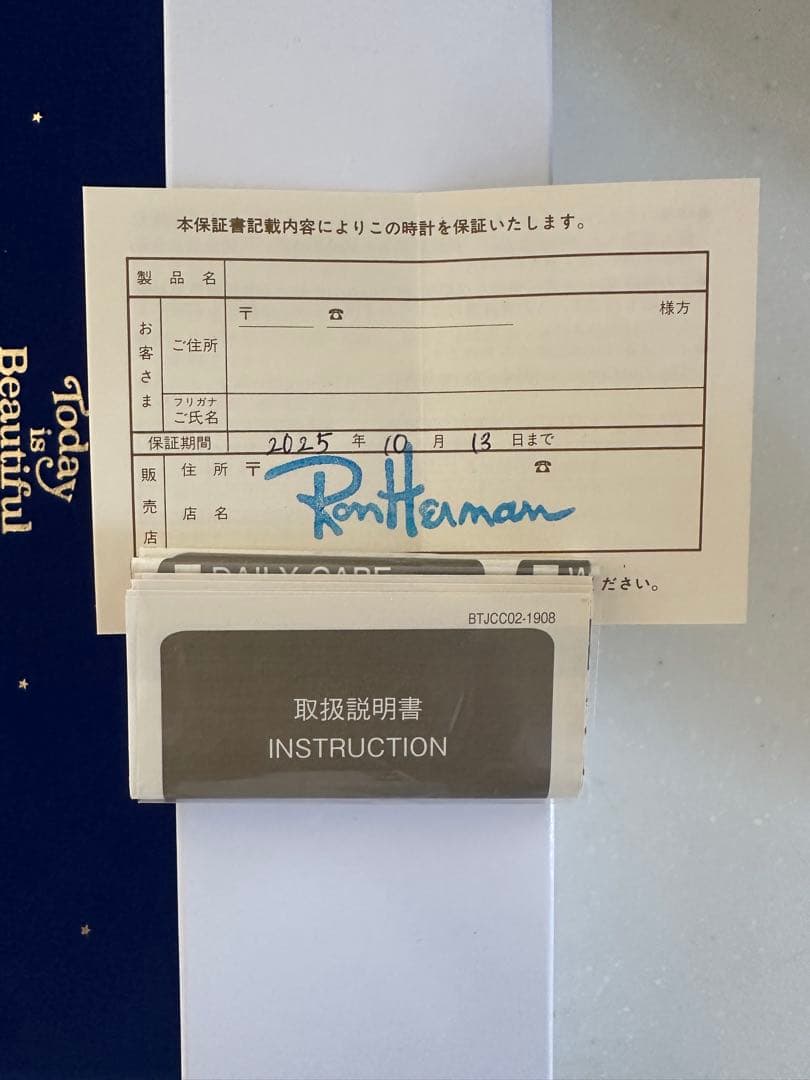 本保証書記載内容によりこの時計を保証いたします。
製品名
お客さま
ご住所
〒 ☎ 様方
フリガナ
ご氏名
保証期間 2025 年 10 月 13 日まで
販売店
住所 〒 ☎
店名
Ron Herman
DAILY CARE
ださい。
BTJCC02-1908
取扱説明書
INSTRUCTION
Today
is
Beautiful